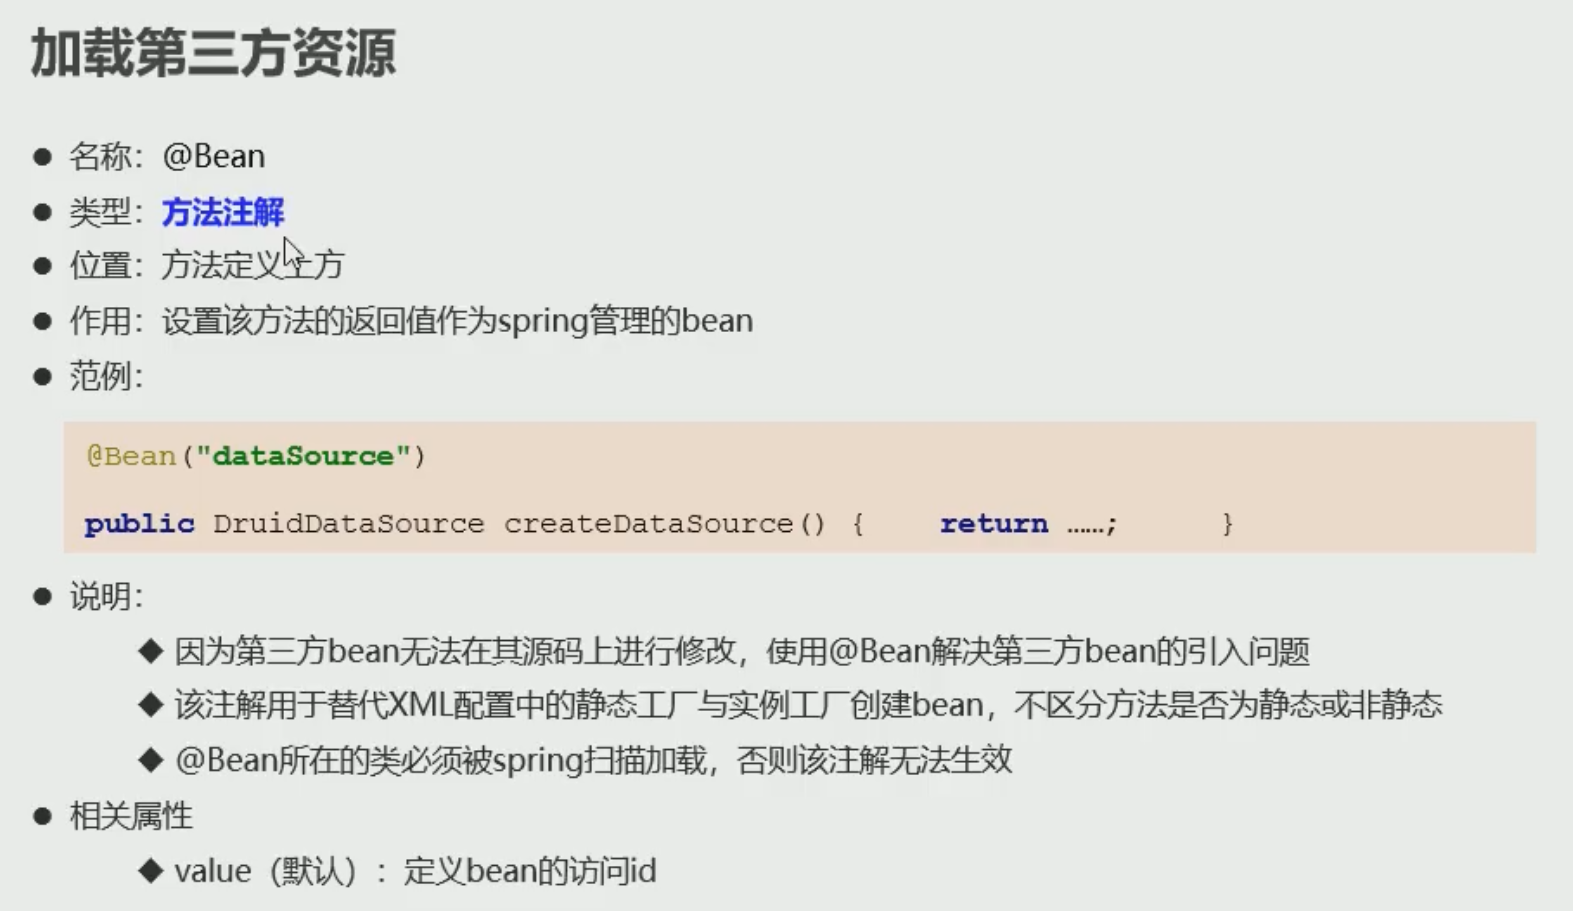 加载第三方资源
● 名称：@Bean
● 类型：方法注解
● 位置：方法定义上方
● 作用：设置该方法的返回值作为spring管理的bean
● 范例：
@Bean("dataSource")
public DruidDataSource createDataSource() { return ……; }
● 说明：
◆ 因为第三方bean无法在其源码上进行修改，使用@Bean解决第三方bean的引入问题
◆ 该注解用于替代XML配置中的静态工厂与实例工厂创建bean，不区分方法是否为静态或非静态
◆ @Bean所在的类必须被spring扫描加载，否则该注解无法生效
● 相关属性
◆ value（默认）：定义bean的访问id